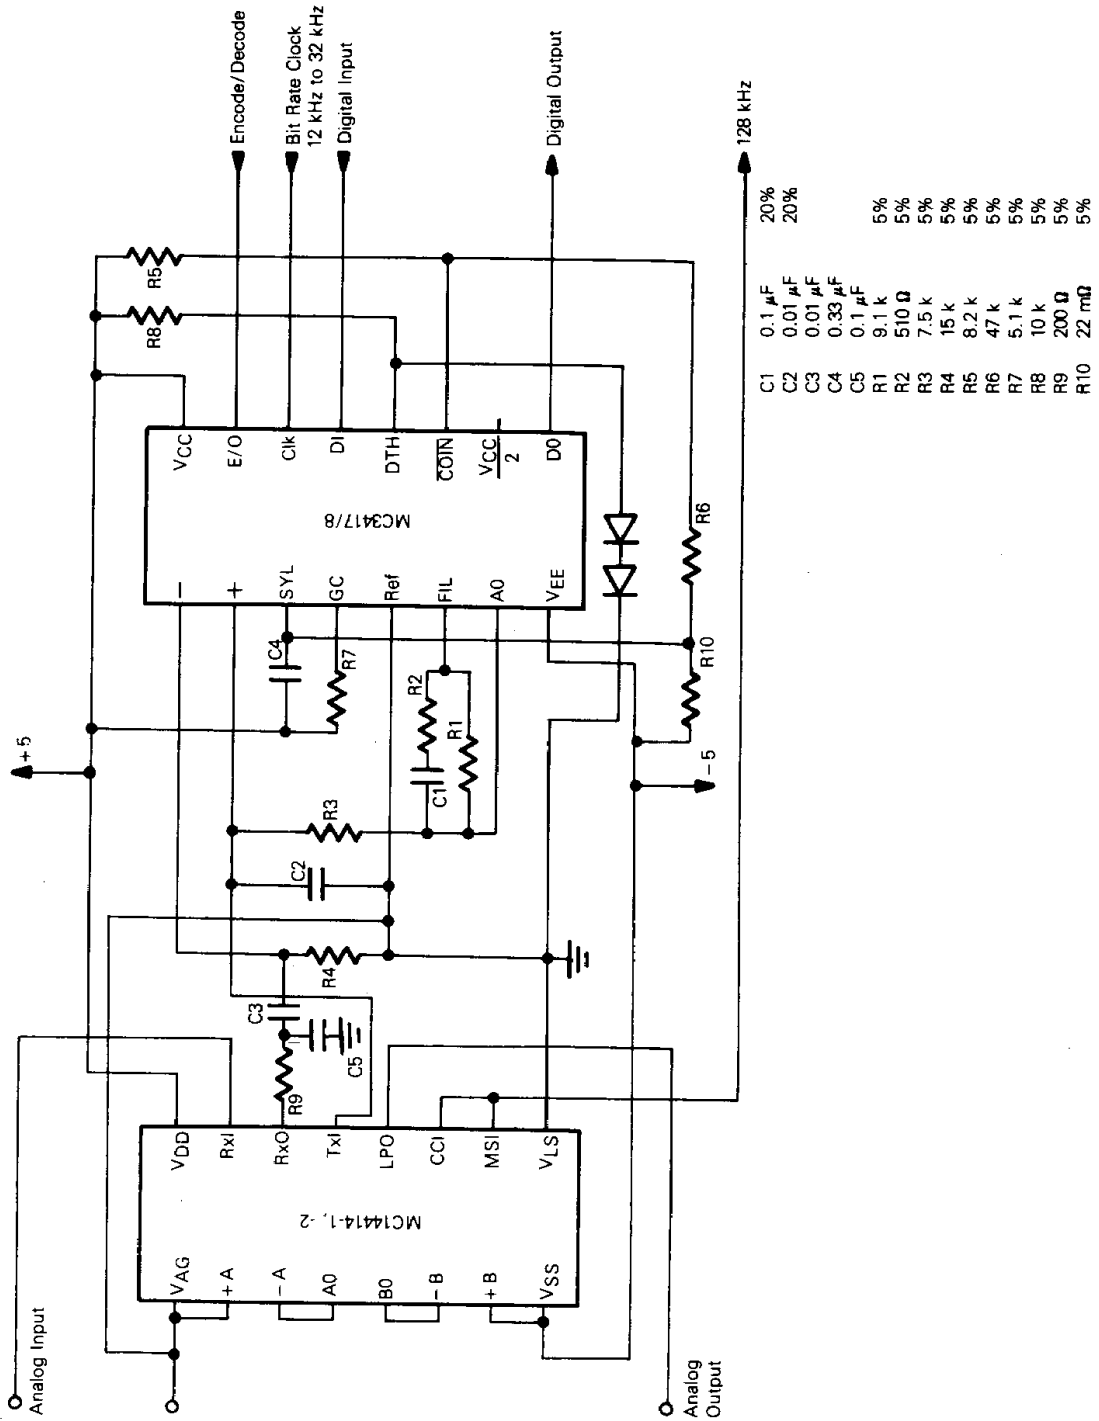 Analog Input
+5
VAG
+A
-A
A0
B0
-B
+B
VSS
MC14414-1, -2
VDD
RxI
RxO
TxI
LPO
CCI
MSI
VLS
R9
C5
C3
R4
C2
R3
C1
R2
R1
C4
R7
-
+
SYL
GC
Ref
FIL
A0
VEE
MC3417/8
VCC
E/O
Clk
DI
DTH
COIN
VCC
2
D0
R8
R5
R6
R10
-5
Encode/Decode
Bit Rate Clock
12 kHz to 32 kHz
Digital Input
Digital Output
128 kHz
Analog
Output
C1 0.1 µF 20%
C2 0.01 µF 20%
C3 0.01 µF
C4 0.33 µF
C5 0.1 µF
R1 9.1 k 5%
R2 510 Ω 5%
R3 7.5 k 5%
R4 15 k 5%
R5 8.2 k 5%
R6 47 k 5%
R7 5.1 k 5%
R8 10 k 5%
R9 200 Ω 5%
R10 22 mΩ 5%